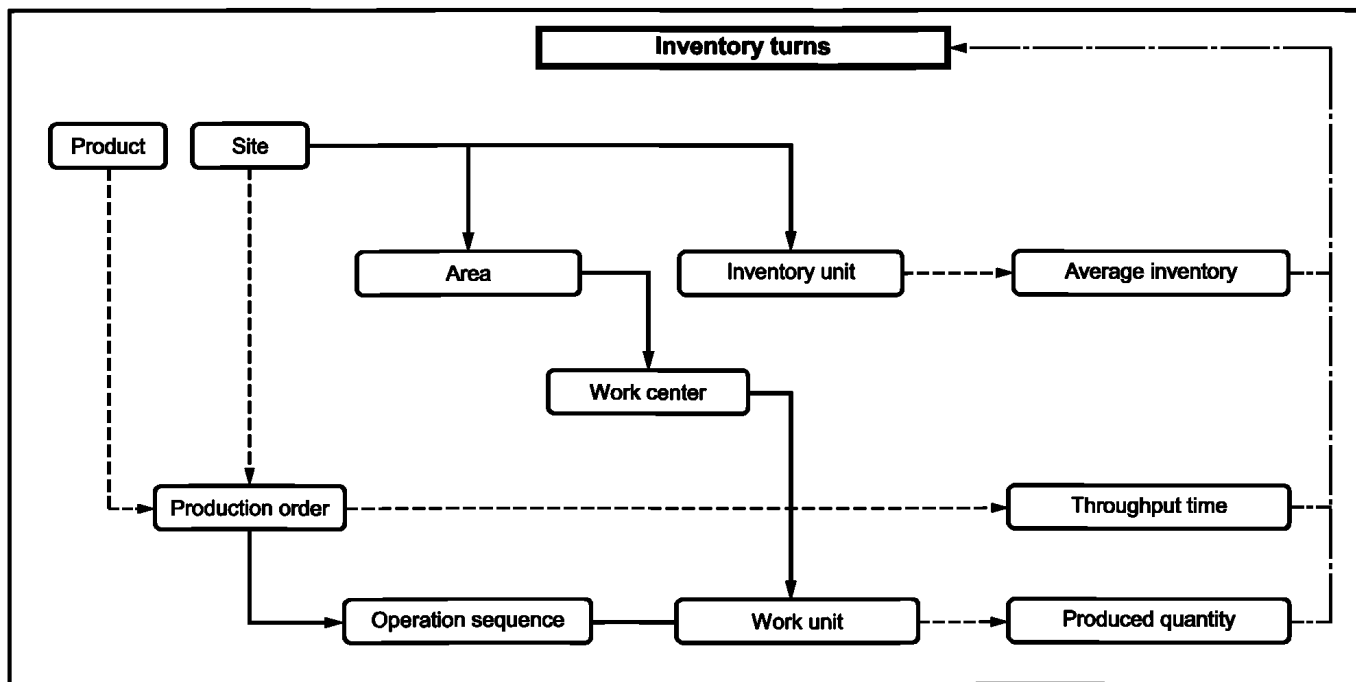 Inventory turns
Product
Site
Area
Inventory unit
Average inventory
Work center
Production order
Throughput time
Operation sequence
Work unit
Produced quantity